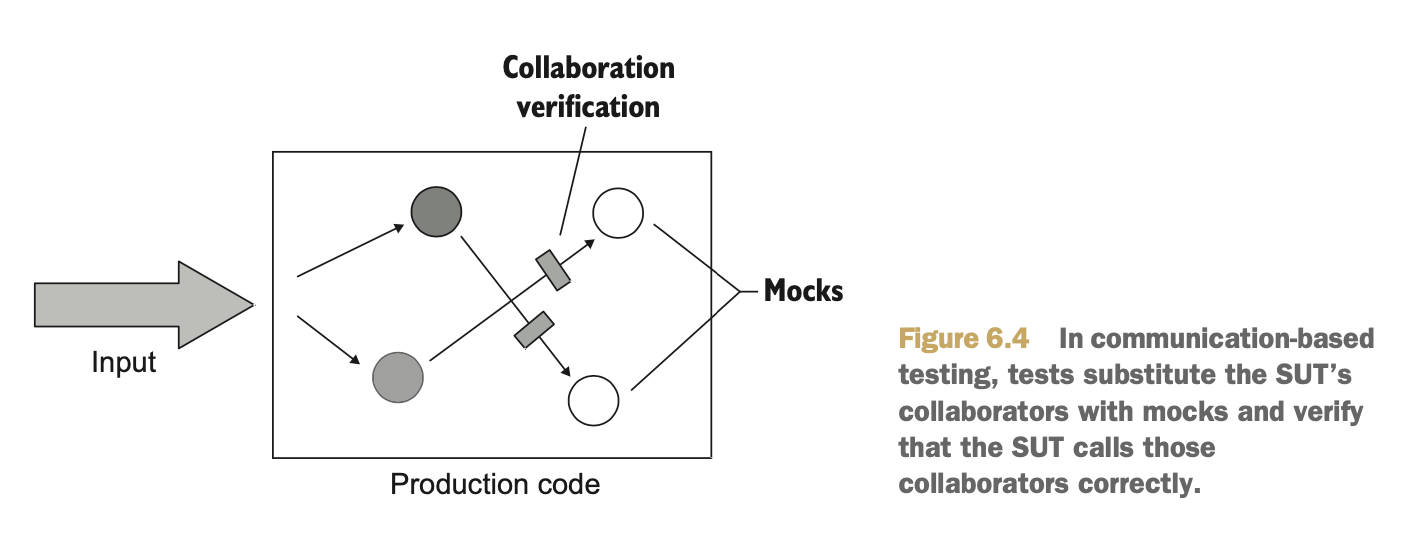 Collaboration
verification
Mocks
Input
Production code
Figure 6.4 In communication-based
testing, tests substitute the SUT’s
collaborators with mocks and verify
that the SUT calls those
collaborators correctly.